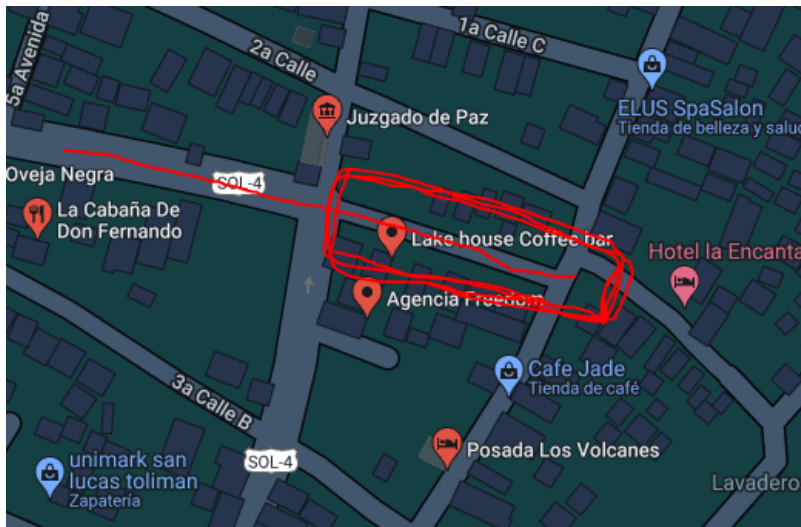 1a Calle C
2a Calle
5a Avenida
ELUS SpaSalon
Tienda de belleza y salud
Juzgado de Paz
Oveja Negra
SOL-4
La Cabaña De
Don Fernando
Lake house Coffee bar
Hotel la Encanta
Agencia Freedom
Cafe Jade
Tienda de café
3a Calle B
Posada Los Volcanes
SOL-4
unimark san
lucas toliman
Zapatería
Lavadero